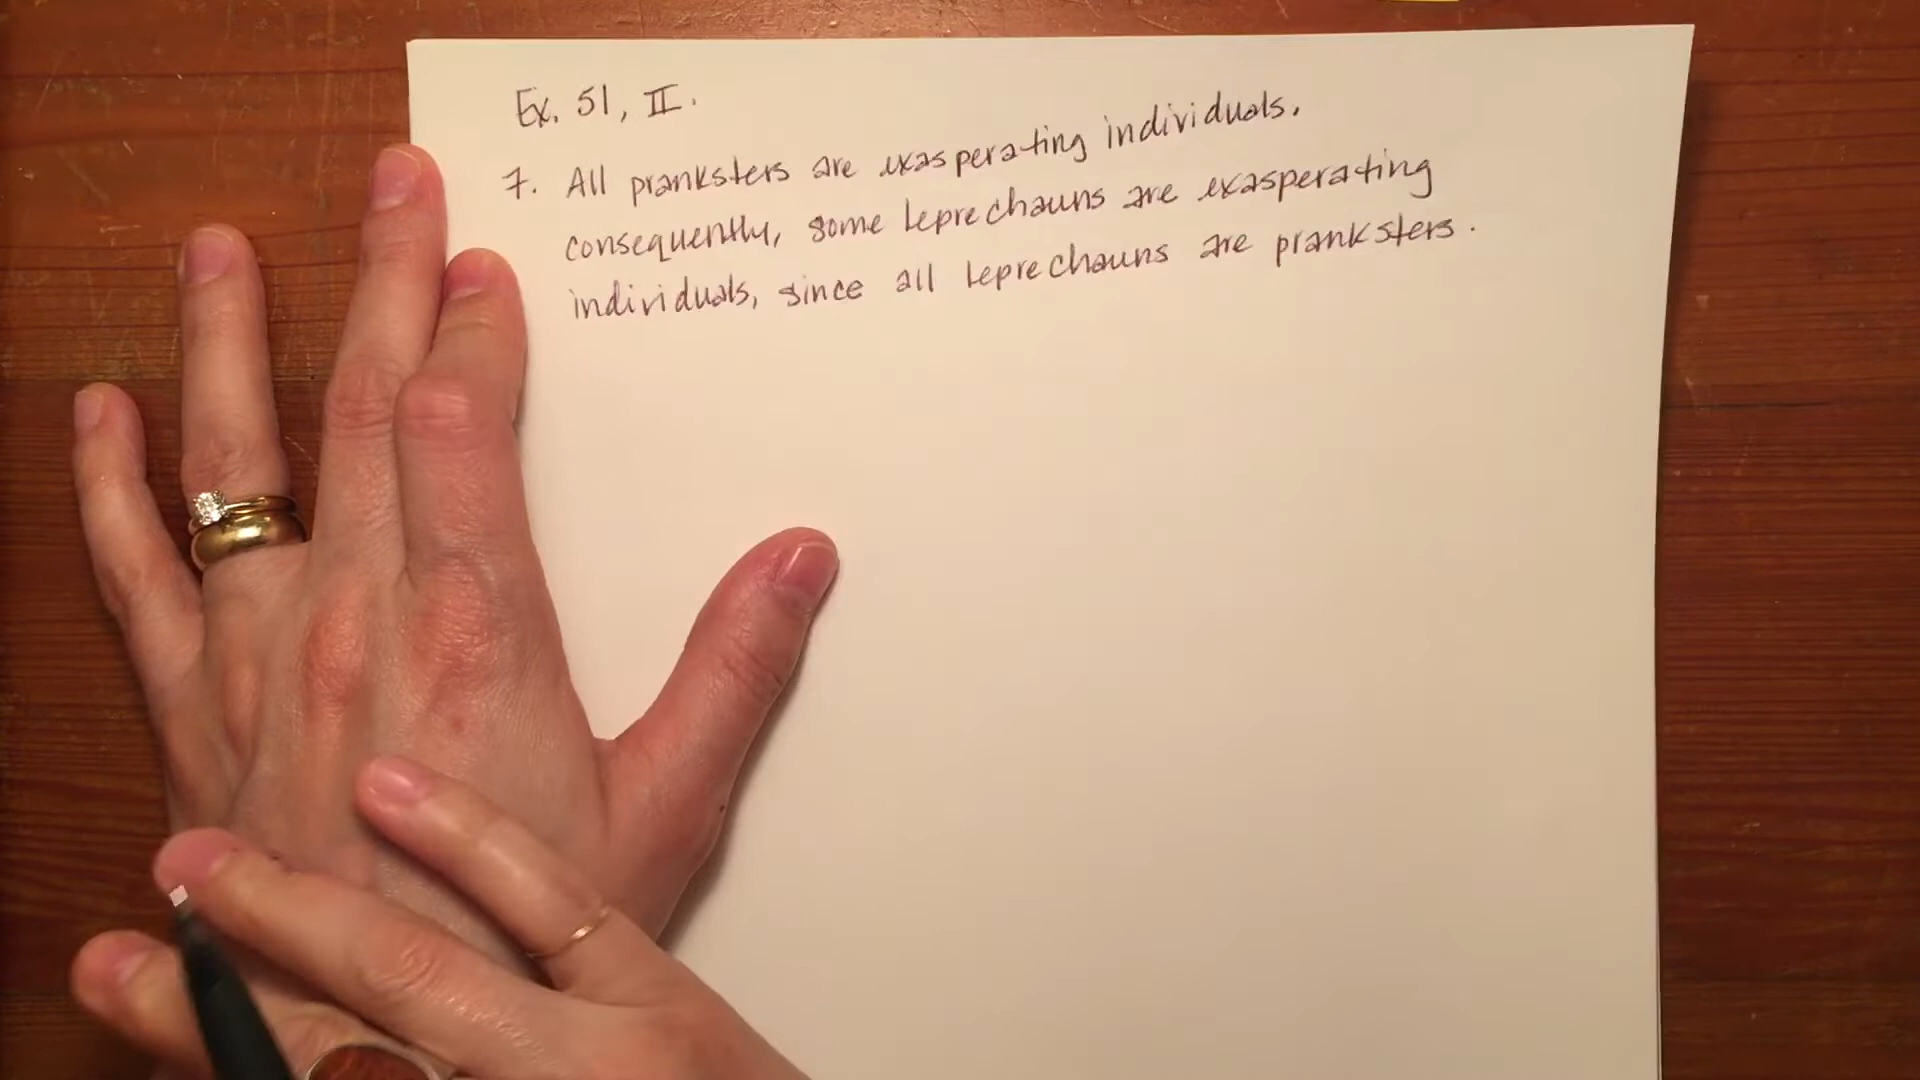 Ex. 51, II.
7. All pranksters are exasperating individuals.
consequently, some leprechauns are exasperating
individuals, since all leprechauns are pranksters.